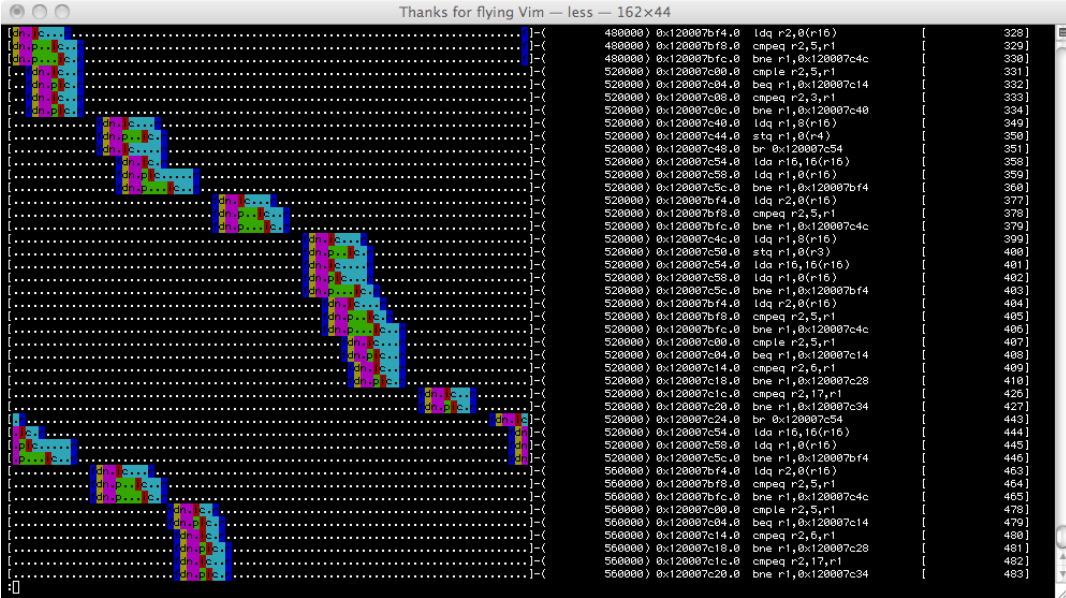 Thanks for flying Vim — less — 162×44
]-( 480000) 0x120007bf4.0 ldq r2,0(r16) [ 328]
]-( 480000) 0x120007bf8.0 cmpeq r2,5,r1 [ 329]
]-( 480000) 0x120007bfc.0 bne r1,0x120007c4c [ 330]
]-( 520000) 0x120007c00.0 cmple r2,5,r1 [ 331]
]-( 520000) 0x120007c04.0 beq r1,0x120007c14 [ 332]
]-( 520000) 0x120007c08.0 cmpeq r2,3,r1 [ 333]
]-( 520000) 0x120007c0c.0 bne r1,0x120007c40 [ 334]
]-( 520000) 0x120007c40.0 ldq r1,8(r16) [ 349]
]-( 520000) 0x120007c44.0 stq r1,0(r4) [ 350]
]-( 520000) 0x120007c48.0 br 0x120007c54 [ 351]
]-( 520000) 0x120007c54.0 lda r16,16(r16) [ 358]
]-( 520000) 0x120007c58.0 ldq r1,0(r16) [ 359]
]-( 520000) 0x120007c5c.0 bne r1,0x120007bf4 [ 360]
]-( 520000) 0x120007bf4.0 ldq r2,0(r16) [ 377]
]-( 520000) 0x120007bf8.0 cmpeq r2,5,r1 [ 378]
]-( 520000) 0x120007bfc.0 bne r1,0x120007c4c [ 379]
]-( 520000) 0x120007c4c.0 ldq r1,8(r16) [ 399]
]-( 520000) 0x120007c50.0 stq r1,0(r3) [ 400]
]-( 520000) 0x120007c54.0 lda r16,16(r16) [ 401]
]-( 520000) 0x120007c58.0 ldq r1,0(r16) [ 402]
]-( 520000) 0x120007c5c.0 bne r1,0x120007bf4 [ 403]
]-( 520000) 0x120007bf4.0 ldq r2,0(r16) [ 404]
]-( 520000) 0x120007bf8.0 cmpeq r2,5,r1 [ 405]
]-( 520000) 0x120007bfc.0 bne r1,0x120007c4c [ 406]
]-( 520000) 0x120007c00.0 cmple r2,5,r1 [ 407]
]-( 520000) 0x120007c04.0 beq r1,0x120007c14 [ 408]
]-( 520000) 0x120007c14.0 cmpeq r2,6,r1 [ 409]
]-( 520000) 0x120007c18.0 bne r1,0x120007c28 [ 410]
]-( 520000) 0x120007c1c.0 cmpeq r2,17,r1 [ 426]
]-( 520000) 0x120007c20.0 bne r1,0x120007c34 [ 427]
]-( 520000) 0x120007c24.0 br 0x120007c54 [ 443]
]-( 520000) 0x120007c54.0 lda r16,16(r16) [ 444]
]-( 520000) 0x120007c58.0 ldq r1,0(r16) [ 445]
]-( 520000) 0x120007c5c.0 bne r1,0x120007bf4 [ 446]
]-( 560000) 0x120007bf4.0 ldq r2,0(r16) [ 463]
]-( 560000) 0x120007bf8.0 cmpeq r2,5,r1 [ 464]
]-( 560000) 0x120007bfc.0 bne r1,0x120007c4c [ 465]
]-( 560000) 0x120007c00.0 cmple r2,5,r1 [ 478]
]-( 560000) 0x120007c04.0 beq r1,0x120007c14 [ 479]
]-( 560000) 0x120007c14.0 cmpeq r2,6,r1 [ 480]
]-( 560000) 0x120007c18.0 bne r1,0x120007c28 [ 481]
]-( 560000) 0x120007c1c.0 cmpeq r2,17,r1 [ 482]
]-( 560000) 0x120007c20.0 bne r1,0x120007c34 [ 483]
: